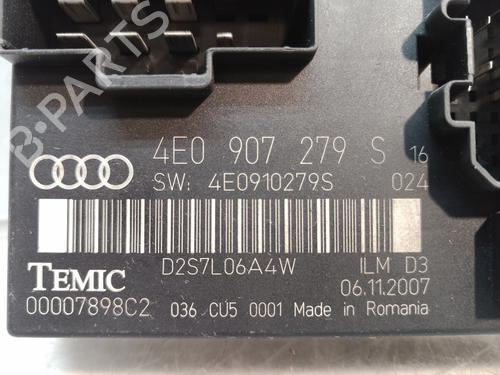 B-PARTS
4E0 907 279 S 16
SW: 4E0910279S 024
D2S7L06A4W ILM D3
TEMIC 06.11.2007
00007898C2 036 CU5 0001 Made in Romania